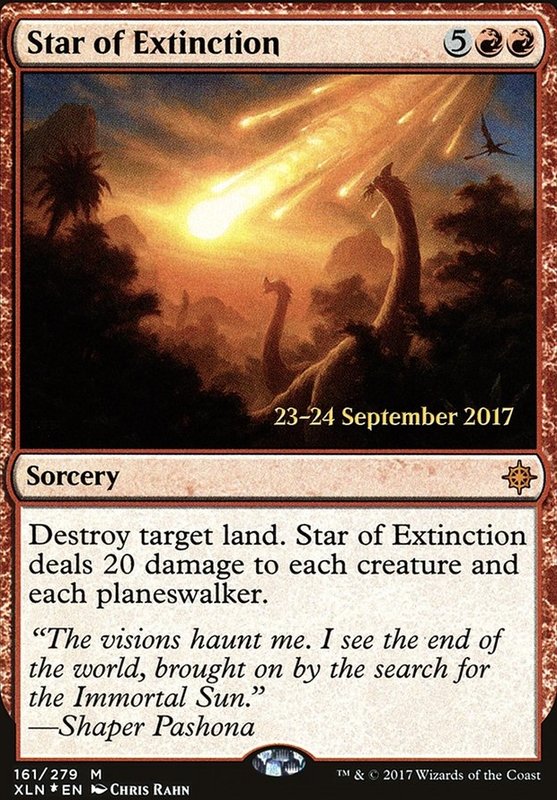 Star of Extinction 5
23–24 September 2017
Sorcery
Destroy target land. Star of Extinction
deals 20 damage to each creature and
each planeswalker.
“The visions haunt me. I see the end of
the world, brought on by the search for
the Immortal Sun.”
—Shaper Pashona
161/279 M
XLN ★ EN Chris Rahn
™ & © 2017 Wizards of the Coast